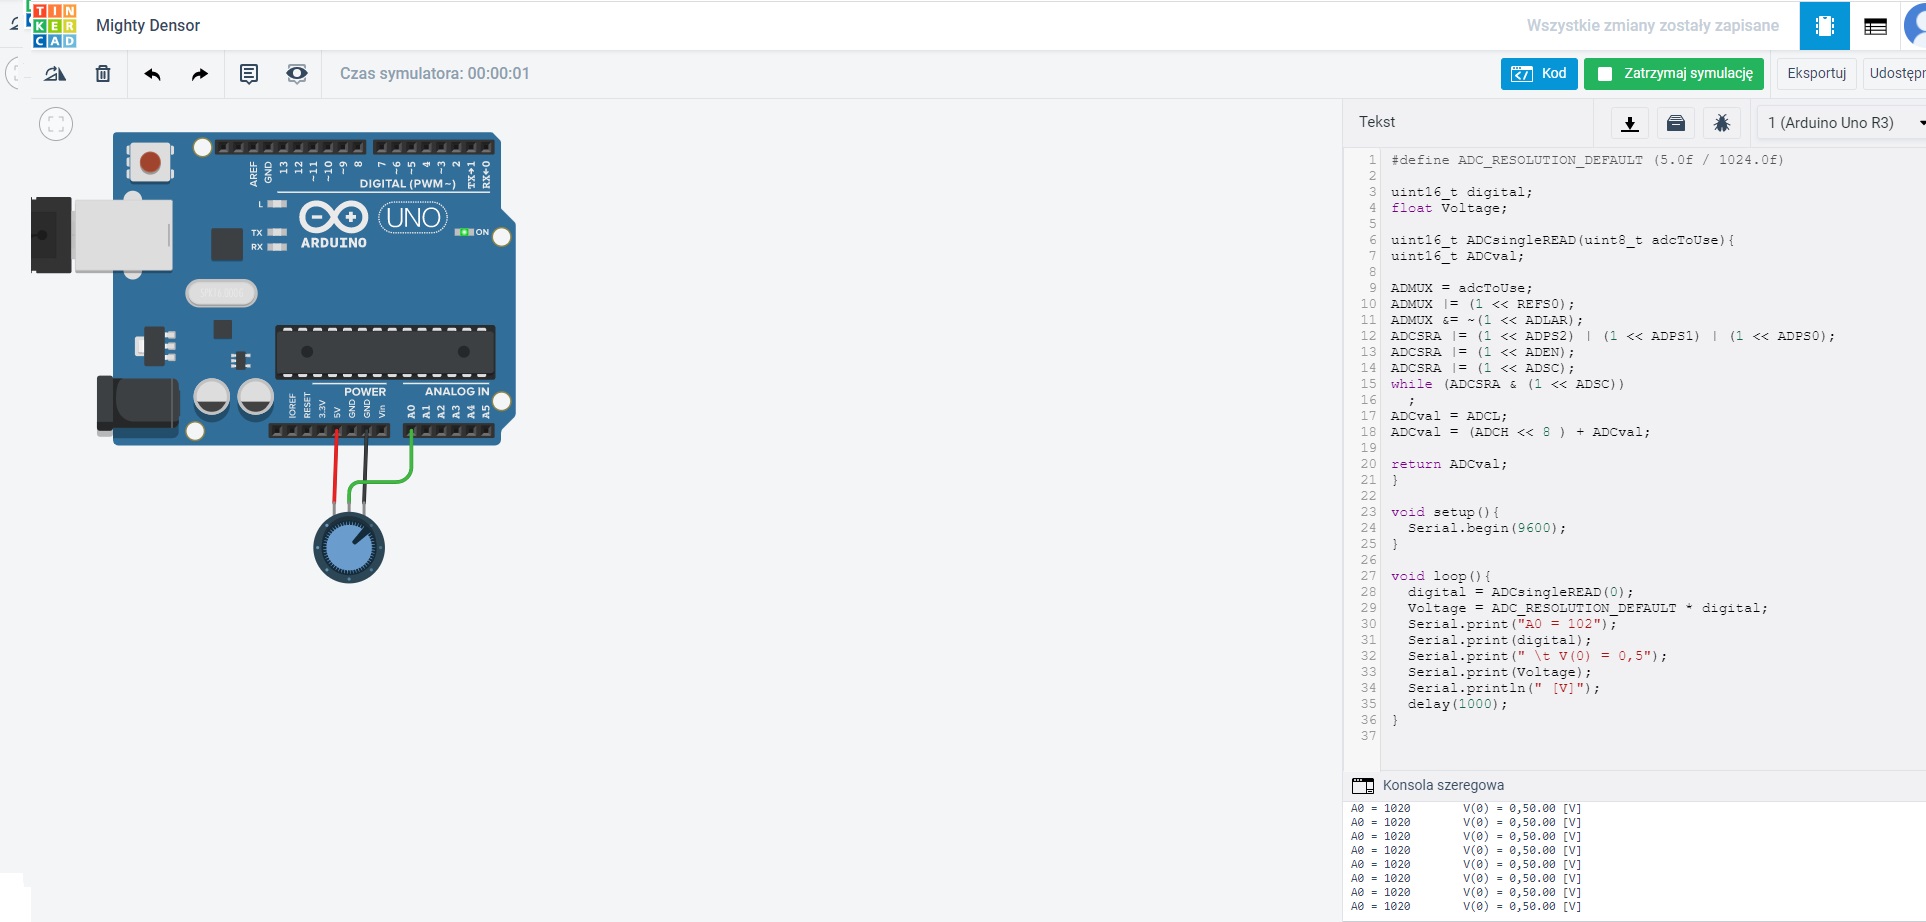 TINKERCAD
Mighty Densor
Wszystkie zmiany zostały zapisane
Czas symulatora: 00:00:01
Kod
Zatrzymaj symulację
Eksportuj
Udostępr
AREF
GND
13
12
~11
~10
~9
8
7
~6
~5
4
~3
2
TX→1
RX←0
DIGITAL (PWM~)
L
TX
RX
UNO
ARDUINO
ON
POWER
ANALOG IN
IOREF
RESET
3.3V
5V
GND
GND
Vin
A0
A1
A2
A3
A4
A5
Tekst
1 (Arduino Uno R3)
1 #define ADC_RESOLUTION_DEFAULT (5.0f / 1024.0f)
2
3 uint16_t digital;
4 float Voltage;
5
6 uint16_t ADCsingleREAD(uint8_t adcToUse){
7 uint16_t ADCval;
8
9 ADMUX = adcToUse;
10 ADMUX |= (1 << REFS0);
11 ADMUX &= ~(1 << ADLAR);
12 ADCSRA |= (1 << ADPS2) | (1 << ADPS1) | (1 << ADPS0);
13 ADCSRA |= (1 << ADEN);
14 ADCSRA |= (1 << ADSC);
15 while (ADCSRA & (1 << ADSC))
16 ;
17 ADCval = ADCL;
18 ADCval = (ADCH << 8 ) + ADCval;
19
20 return ADCval;
21 }
22
23 void setup(){
24 Serial.begin(9600);
25 }
26
27 void loop(){
28 digital = ADCsingleREAD(0);
29 Voltage = ADC_RESOLUTION_DEFAULT * digital;
30 Serial.print("A0 = 102");
31 Serial.print(digital);
32 Serial.print(" \t V(0) = 0,5");
33 Serial.print(Voltage);
34 Serial.println(" [V]");
35 delay(1000);
36 }
37
Konsola szeregowa
A0 = 1020 V(0) = 0,50.00 [V]
A0 = 1020 V(0) = 0,50.00 [V]
A0 = 1020 V(0) = 0,50.00 [V]
A0 = 1020 V(0) = 0,50.00 [V]
A0 = 1020 V(0) = 0,50.00 [V]
A0 = 1020 V(0) = 0,50.00 [V]
A0 = 1020 V(0) = 0,50.00 [V]
A0 = 1020 V(0) = 0,50.00 [V]